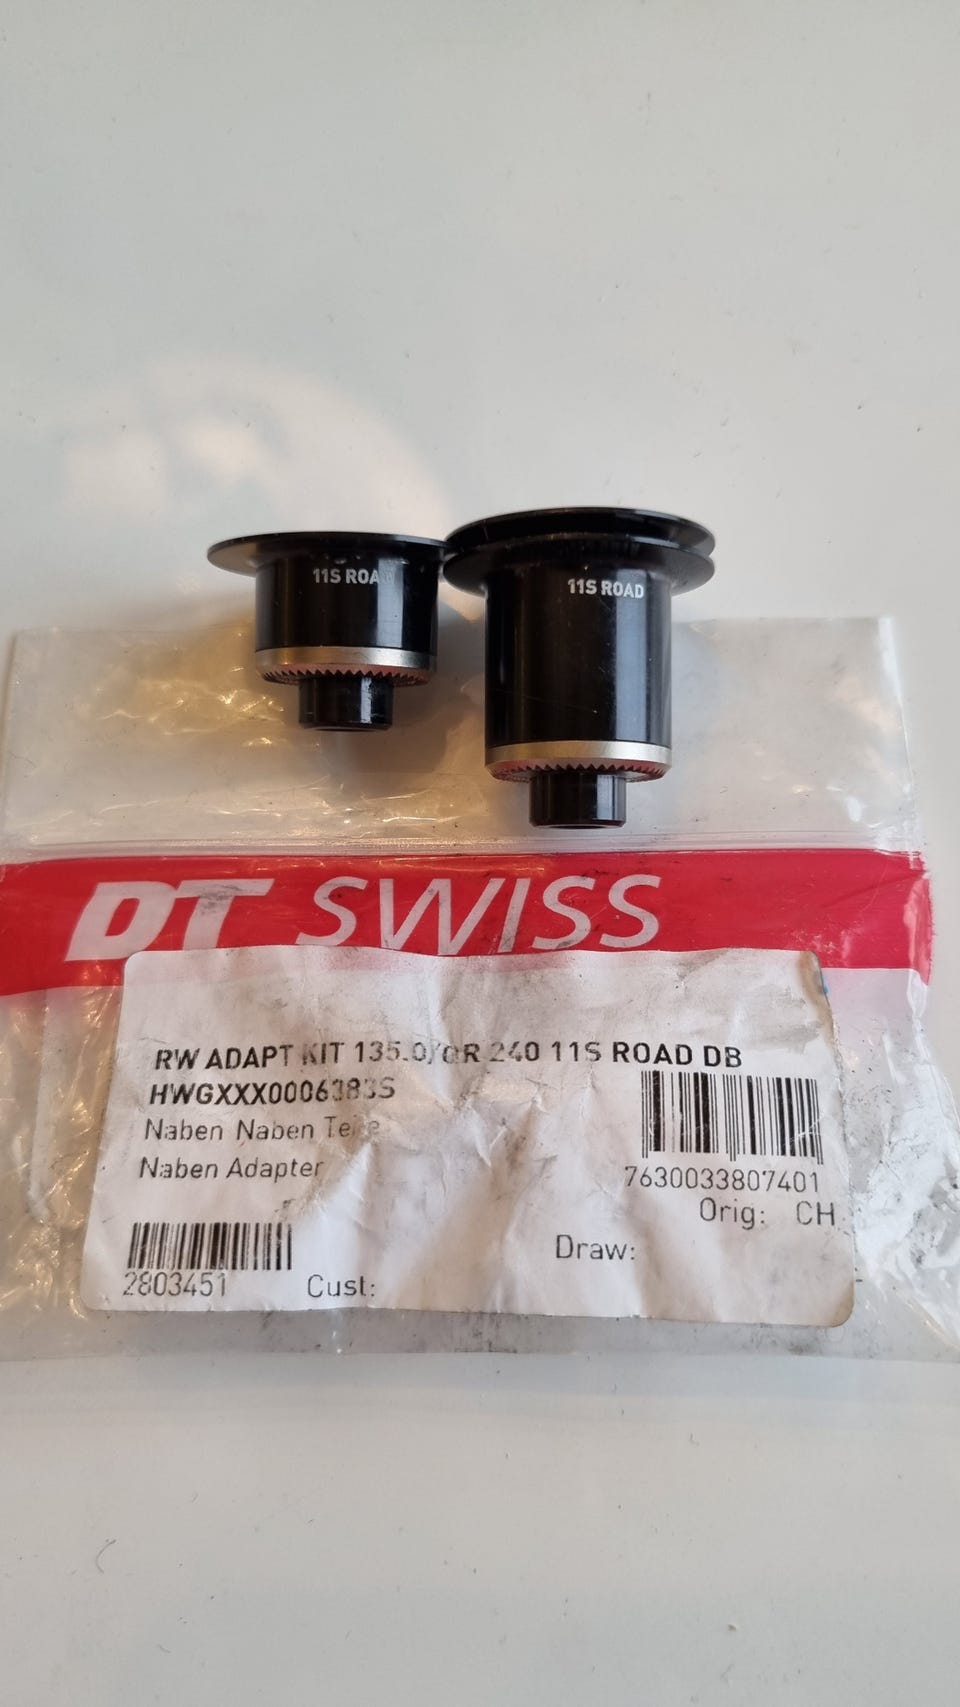 11S ROAD
11S ROAD
DT SWISS
RW ADAPT KIT 135.0/QR 240 11S ROAD DB
HWGXXX0006383S
Naben Naben Teile
Naben Adapter
7630033807401
Orig: CH
Draw:
2803451
Cust: